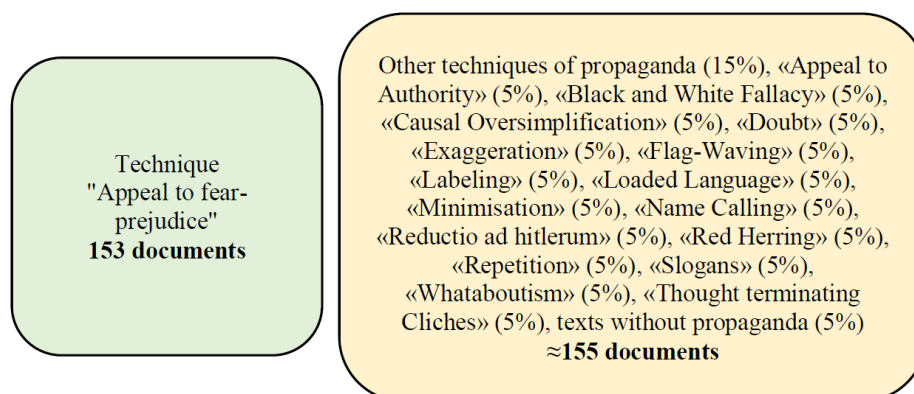 Technique
"Appeal to fear-
prejudice"
153 documents
Other techniques of propaganda (15%), «Appeal to
Authority» (5%), «Black and White Fallacy» (5%),
«Causal Oversimplification» (5%), «Doubt» (5%),
«Exaggeration» (5%), «Flag-Waving» (5%),
«Labeling» (5%), «Loaded Language» (5%),
«Minimisation» (5%), «Name Calling» (5%),
«Reductio ad hitlerum» (5%), «Red Herring» (5%),
«Repetition» (5%), «Slogans» (5%),
«Whataboutism» (5%), «Thought terminating
Cliches» (5%), texts without propaganda (5%)
≈155 documents